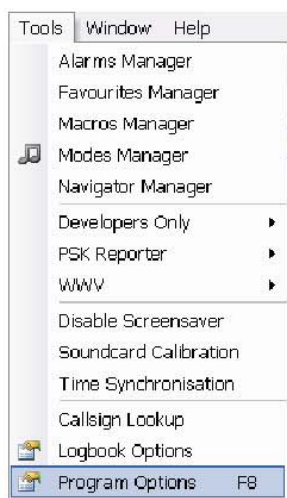 Tools Window Help
Alarms Manager
Favourites Manager
Macros Manager
Modes Manager
Navigator Manager
Developers Only
PSK Reporter
WWV
Disable Screensaver
Soundcard Calibration
Time Synchronisation
Callsign Lookup
Logbook Options
Program Options F8